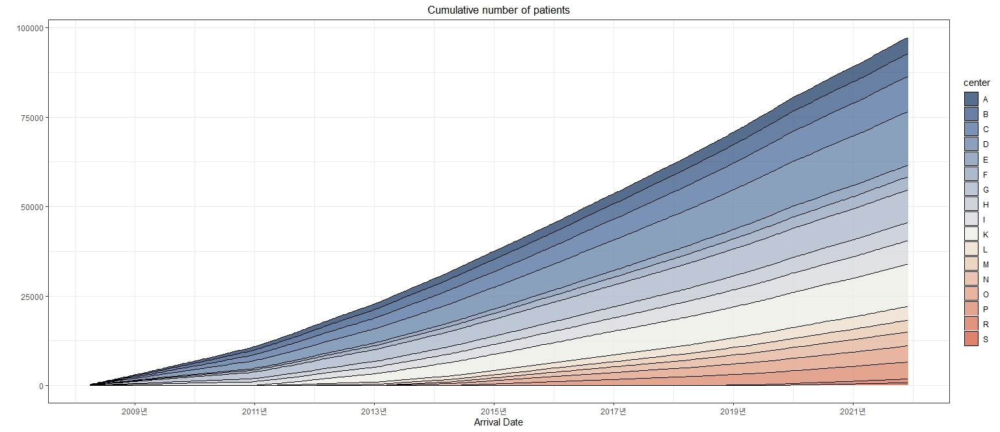 Cumulative number of patients
100000
75000
50000
25000
0
2009년 2011년 2013년 2015년 2017년 2019년 2021년
Arrival Date
center
A
B
C
D
E
F
G
H
I
K
L
M
N
O
P
R
S